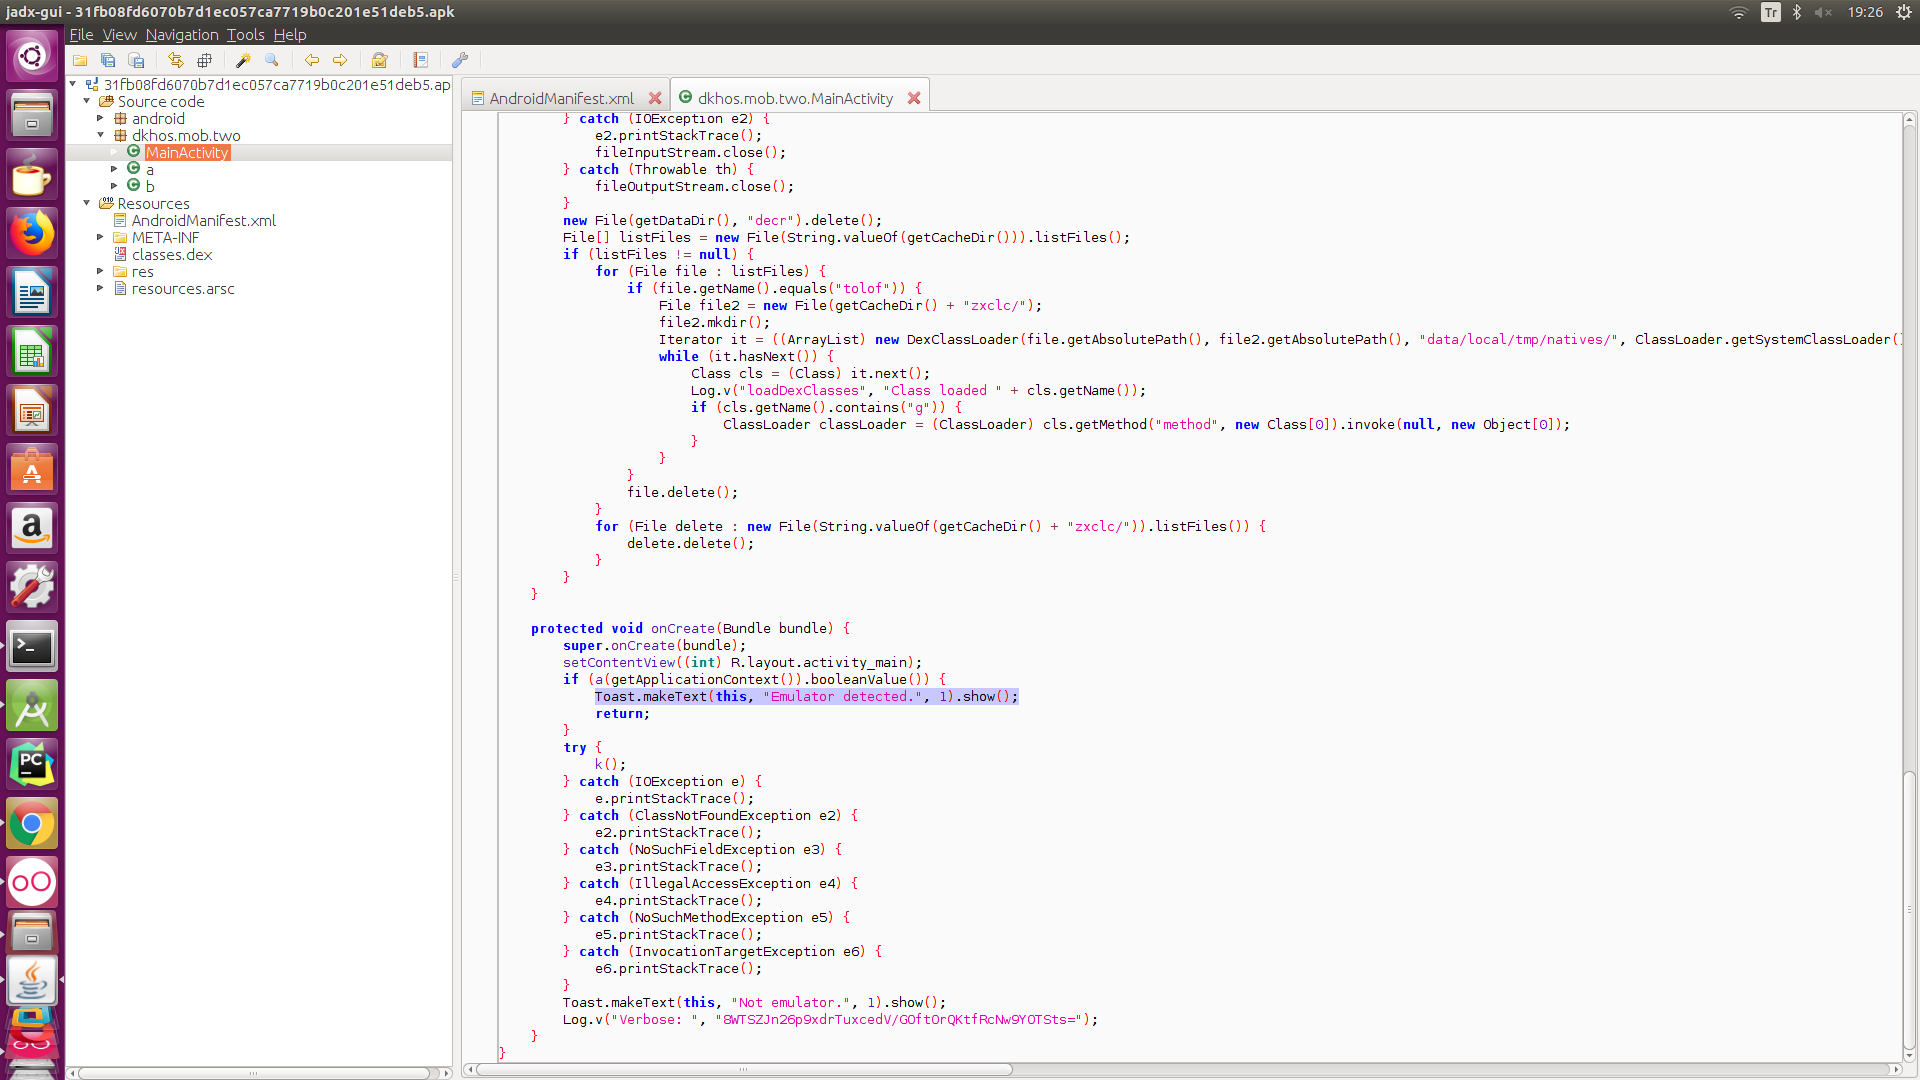 jadx-gui - 31fb08fd6070b7d1ec057ca7719b0c201e51deb5.apk
Tr
19:26
File View Navigation Tools Help
31fb08fd6070b7d1ec057ca7719b0c201e51deb5.ap
Source code
android
dkhos.mob.two
MainActivity
a
b
Resources
AndroidManifest.xml
META-INF
classes.dex
res
resources.arsc
AndroidManifest.xml
dkhos.mob.two.MainActivity
} catch (IOException e2) {
e2.printStackTrace();
fileInputStream.close();
} catch (Throwable th) {
fileOutputStream.close();
}
new File(getDataDir(), "decr").delete();
File[] listFiles = new File(String.valueOf(getCacheDir())).listFiles();
if (listFiles != null) {
for (File file : listFiles) {
if (file.getName().equals("tolof")) {
File file2 = new File(getCacheDir() + "zxclc/");
file2.mkdir();
Iterator it = ((ArrayList) new DexClassLoader(file.getAbsolutePath(), file2.getAbsolutePath(), "data/local/tmp/natives/", ClassLoader.getSystemClassLoader()
while (it.hasNext()) {
Class cls = (Class) it.next();
Log.v("loadDexClasses", "Class loaded " + cls.getName());
if (cls.getName().contains("g")) {
ClassLoader classLoader = (ClassLoader) cls.getMethod("method", new Class[0]).invoke(null, new Object[0]);
}
}
}
file.delete();
}
for (File delete : new File(String.valueOf(getCacheDir() + "zxclc/")).listFiles()) {
delete.delete();
}
}
}
protected void onCreate(Bundle bundle) {
super.onCreate(bundle);
setContentView((int) R.layout.activity_main);
if (a(getApplicationContext()).booleanValue()) {
Toast.makeText(this, "Emulator detected.", 1).show();
return;
}
try {
k();
} catch (IOException e) {
e.printStackTrace();
} catch (ClassNotFoundException e2) {
e2.printStackTrace();
} catch (NoSuchFieldException e3) {
e3.printStackTrace();
} catch (IllegalAccessException e4) {
e4.printStackTrace();
} catch (NoSuchMethodException e5) {
e5.printStackTrace();
} catch (InvocationTargetException e6) {
e6.printStackTrace();
}
Toast.makeText(this, "Not emulator.", 1).show();
Log.v("Verbose: ", "8WTSZJn26p9xdrTuxcedV/GOftOrQKtfRcNw9YOTSts=");
}
}